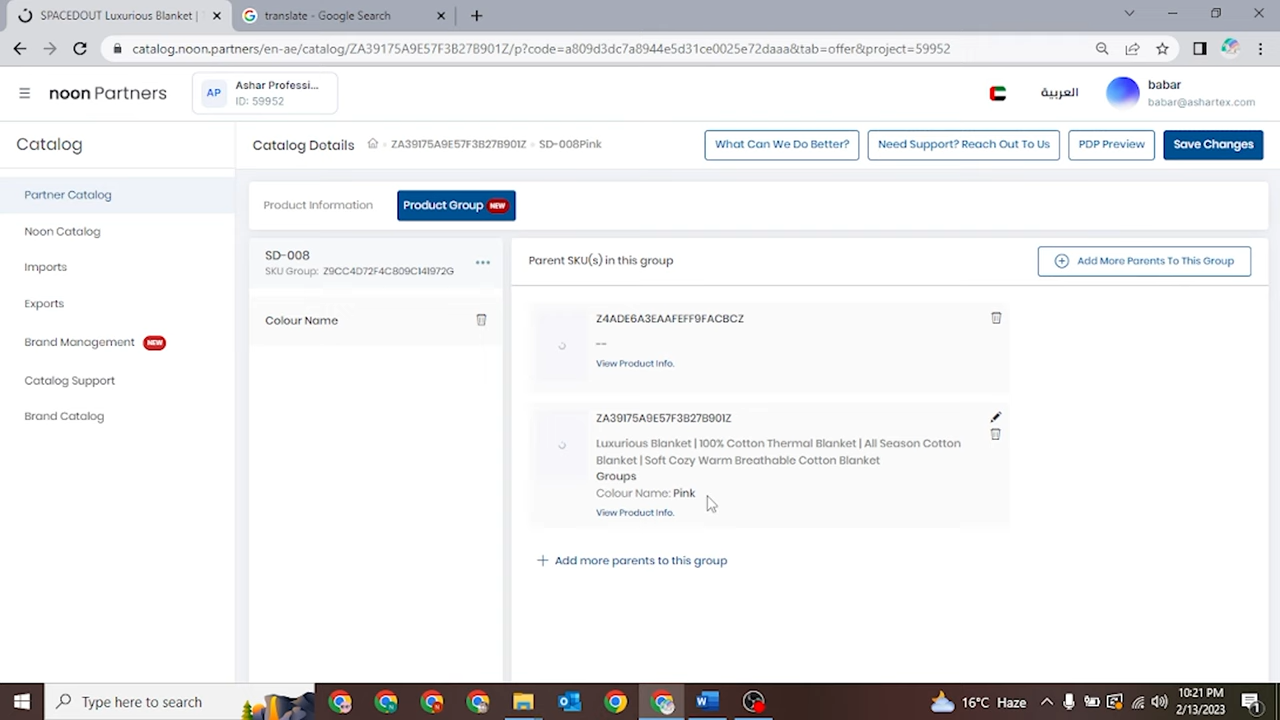 SPACEDOUT Luxurious Blanket |
translate - Google Search
catalog.noon.partners/en-ae/catalog/ZA39175A9E57F3B27B901Z/p?code=a809d3dc7a8944e5d31ce0025e72daaa&tab=offer&project=59952
noon Partners
AP
Ashar Professi...
ID: 59952
العربية
babar
babar@ashartex.com
Catalog
Catalog Details
ZA39175A9E57F3B27B901Z
SD-008Pink
What Can We Do Better?
Need Support? Reach Out To Us
PDP Preview
Save Changes
Partner Catalog
Noon Catalog
Imports
Exports
Brand Management NEW
Catalog Support
Brand Catalog
Product Information
Product Group NEW
SD-008
SKU Group: Z9CC4D72F4C809C141972G
Colour Name
Parent SKU(s) in this group
Add More Parents To This Group
Z4ADE6A3EAAFEFF9FACBCZ
--
View Product Info.
ZA39175A9E57F3B27B901Z
Luxurious Blanket | 100% Cotton Thermal Blanket | All Season Cotton
Blanket | Soft Cozy Warm Breathable Cotton Blanket
Groups
Colour Name: Pink
View Product Info.
Add more parents to this group
Type here to search
16°C Haze
10:21 PM
2/13/2023
1